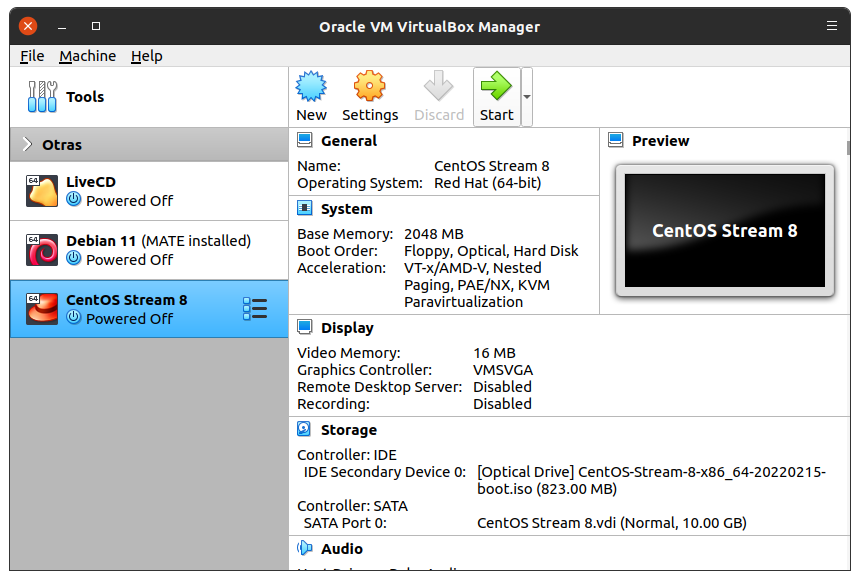 Oracle VM VirtualBox Manager
File Machine Help
Tools
New Settings Discard Start
Otras
64
LiveCD
Powered Off
64
Debian 11 (MATE installed)
Powered Off
64
CentOS Stream 8
Powered Off
General
Name: CentOS Stream 8
Operating System: Red Hat (64-bit)
Preview
CentOS Stream 8
System
Base Memory: 2048 MB
Boot Order: Floppy, Optical, Hard Disk
Acceleration: VT-x/AMD-V, Nested
Paging, PAE/NX, KVM
Paravirtualization
Display
Video Memory: 16 MB
Graphics Controller: VMSVGA
Remote Desktop Server: Disabled
Recording: Disabled
Storage
Controller: IDE
IDE Secondary Device 0: [Optical Drive] CentOS-Stream-8-x86_64-20220215-
boot.iso (823.00 MB)
Controller: SATA
SATA Port 0: CentOS Stream 8.vdi (Normal, 10.00 GB)
Audio